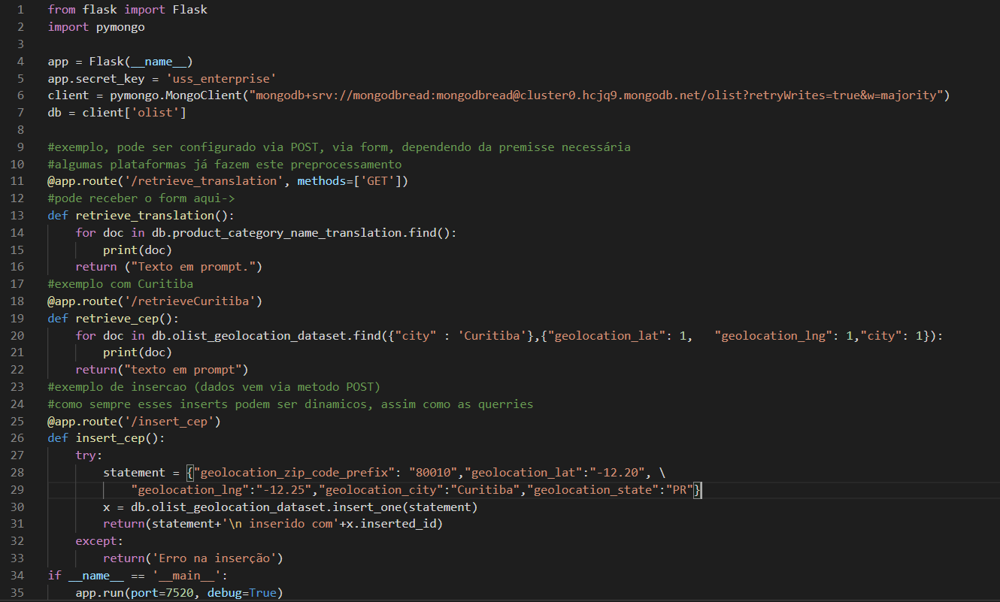 1 from flask import Flask
2 import pymongo
3
4 app = Flask(__name__)
5 app.secret_key = 'uss_enterprise'
6 client = pymongo.MongoClient("mongodb+srv://mongodbread:mongodbread@cluster0.hcjq9.mongodb.net/olist?retryWrites=true&w=majority")
7 db = client['olist']
8
9 #exemplo, pode ser configurado via POST, via form, dependendo da premisse necessária
10 #algumas plataformas já fazem este preprocessamento
11 @app.route('/retrieve_translation', methods=['GET'])
12 #pode receber o form aqui->
13 def retrieve_translation():
14     for doc in db.product_category_name_translation.find():
15         print(doc)
16     return ("Texto em prompt.")
17 #exemplo com Curitiba
18 @app.route('/retrieveCuritiba')
19 def retrieve_cep():
20     for doc in db.olist_geolocation_dataset.find({"city" : 'Curitiba'},{"geolocation_lat": 1,   "geolocation_lng": 1,"city": 1}):
21         print(doc)
22     return("texto em prompt")
23 #exemplo de insercao (dados vem via metodo POST)
24 #como sempre esses inserts podem ser dinamicos, assim como as querries
25 @app.route('/insert_cep')
26 def insert_cep():
27     try:
28         statement = {"geolocation_zip_code_prefix": "80010","geolocation_lat":"-12.20", \
29             "geolocation_lng":"-12.25","geolocation_city":"Curitiba","geolocation_state":"PR"}
30         x = db.olist_geolocation_dataset.insert_one(statement)
31         return(statement+'\n inserido com'+x.inserted_id)
32     except:
33         return('Erro na inserção')
34 if __name__ == '__main__':
35     app.run(port=7520, debug=True)